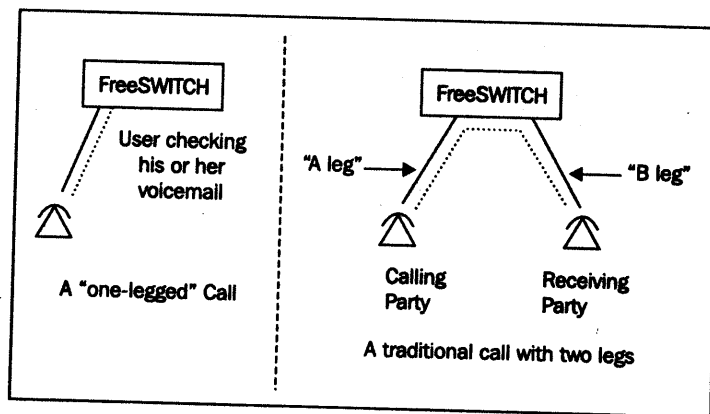 FreeSWITCH
User checking
his or her
voicemail
A “one-legged” Call
FreeSWITCH
“A leg”
“B leg”
Calling
Party
Receiving
Party
A traditional call with two legs